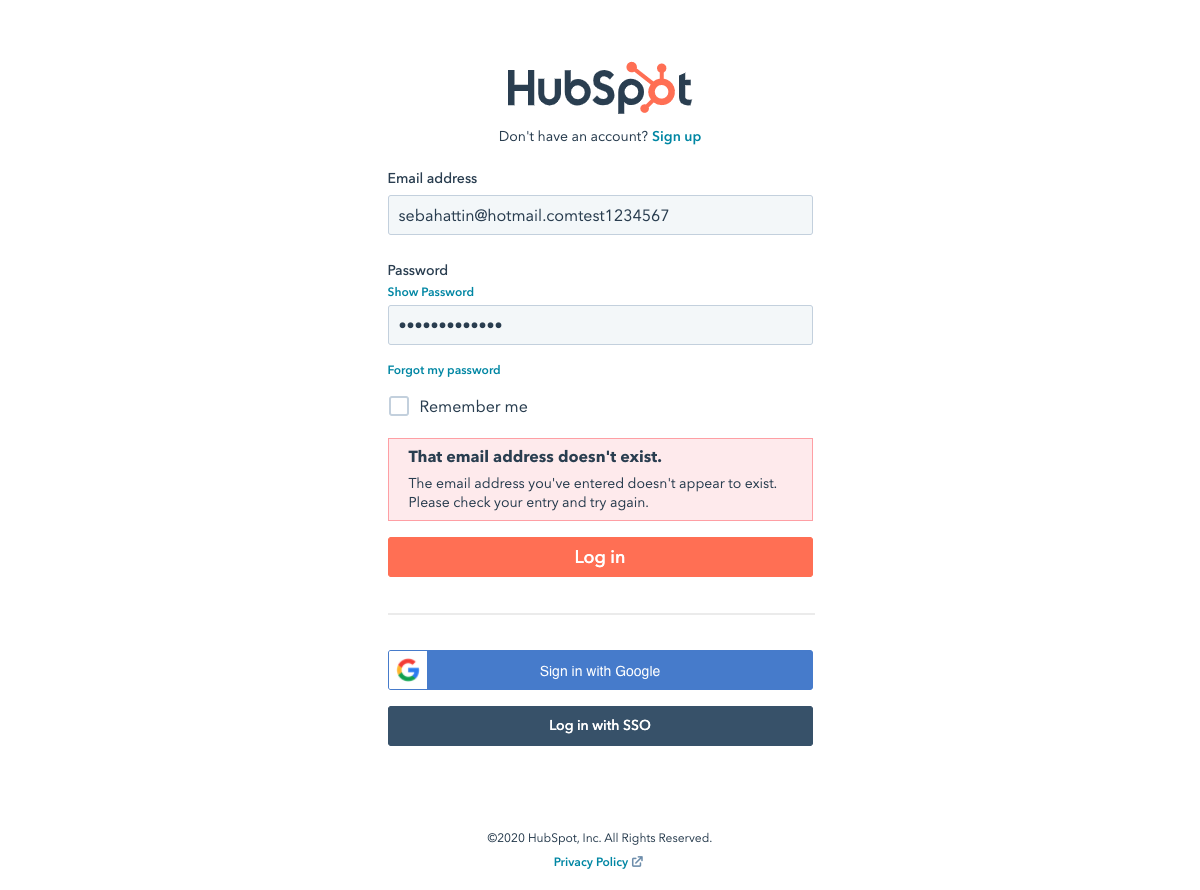 HubSpot
Don't have an account? Sign up
Email address
sebahattin@hotmail.comtest1234567
Password
Show Password
•••••••••••••
Forgot my password
Remember me
That email address doesn't exist.
The email address you've entered doesn't appear to exist.
Please check your entry and try again.
Log in
Sign in with Google
Log in with SSO
©2020 HubSpot, Inc. All Rights Reserved.
Privacy Policy